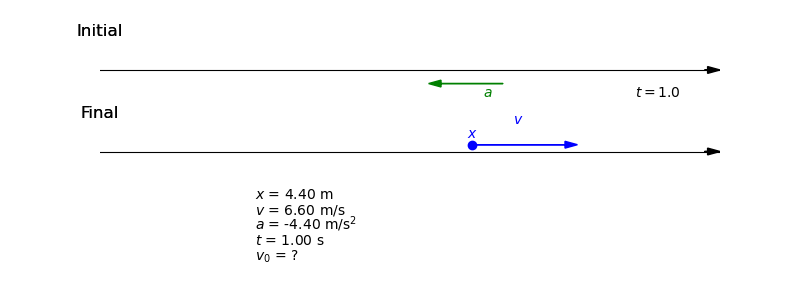 Initial
a
t = 1.0
Final
v
x
x = 4.40 m
v = 6.60 m/s
a = -4.40 m/s²
t = 1.00 s
v₀ = ?